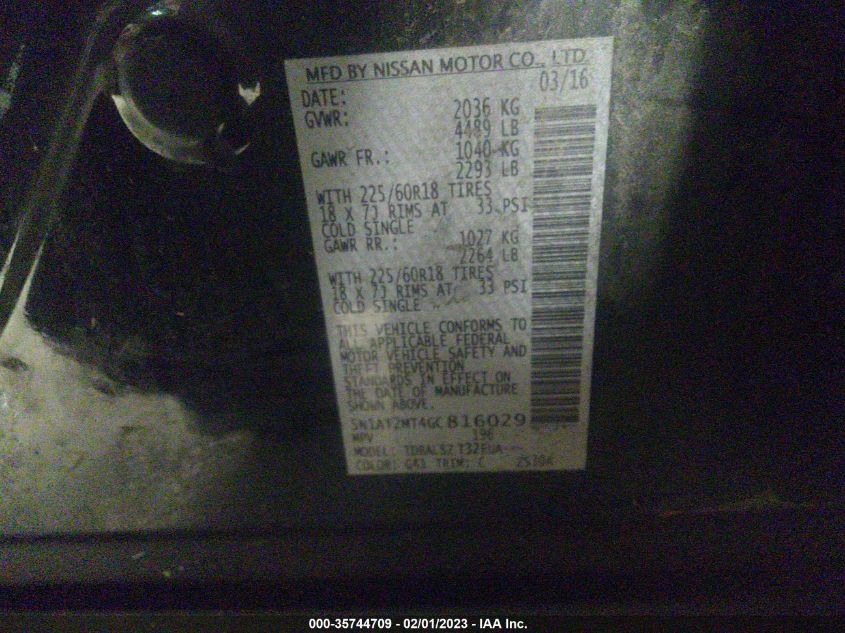 MFD BY NISSAN MOTOR CO., LTD.
DATE: 03/16
GVWR: 2036 KG
4489 LB
GAWR FR.: 1040 KG
2293 LB
WITH 225/60R18 TIRES
18 X 7J RIMS AT 33 PSI
COLD SINGLE
GAWR RR.: 1027 KG
2264 LB
WITH 225/60R18 TIRES
18 X 7J RIMS AT 33 PSI
COLD SINGLE
THIS VEHICLE CONFORMS TO
ALL APPLICABLE FEDERAL
MOTOR VEHICLE SAFETY AND
THEFT PREVENTION
STANDARDS IN EFFECT ON
THE DATE OF MANUFACTURE
SHOWN ABOVE.
5N1AT2MT4GC816029
MPV 196
MODEL:
COLOR: TRIM:
000-35744709 - 02/01/2023 - IAA Inc.